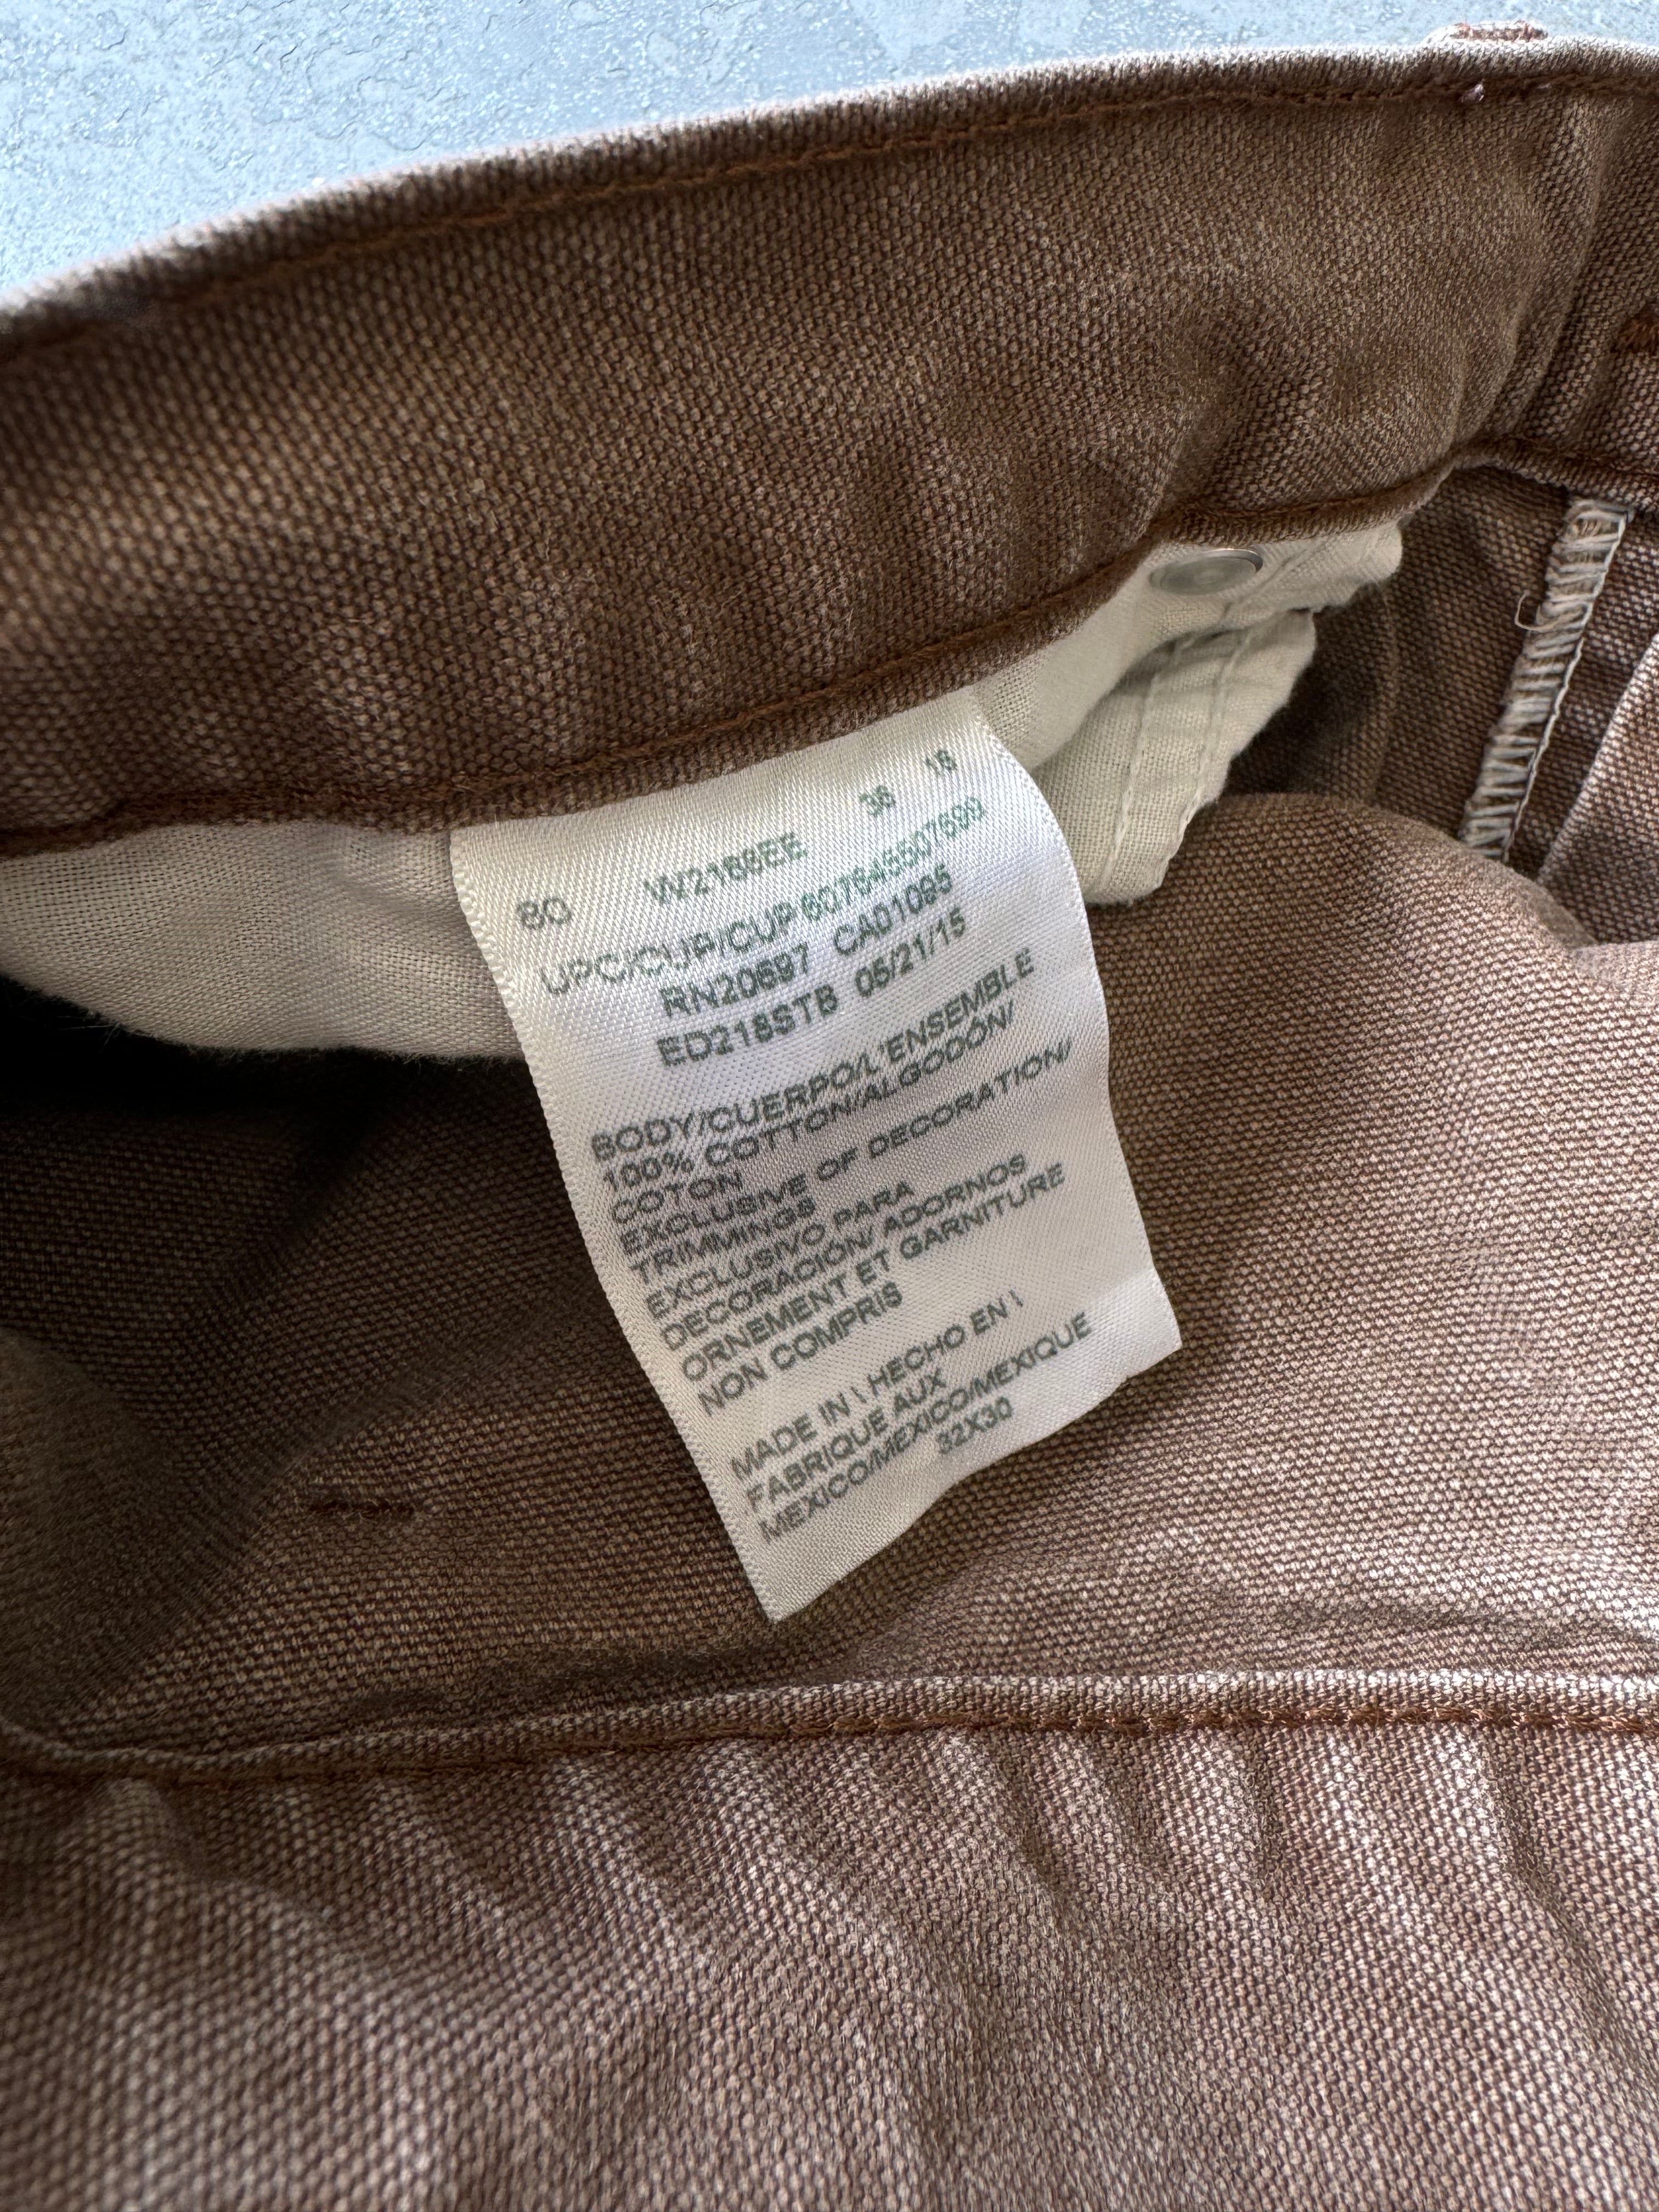 80 W2188EE 36 16
UPC/CUP/CUP 607645507699
RN20697 CA01095
ED218STB 05/21/15
BODY/CUERPO/L'ENSEMBLE
100% COTTON/ALGODÓN/
COTON
EXCLUSIVE OF DECORATION/
TRIMMINGS
EXCLUSIVO PARA
DECORACIÓN/ ADORNOS
ORNEMENT ET GARNITURE
NON COMPRIS
MADE IN \ HECHO EN \
FABRIQUE AUX
MEXICO/MEXICO/MEXIQUE
32X30